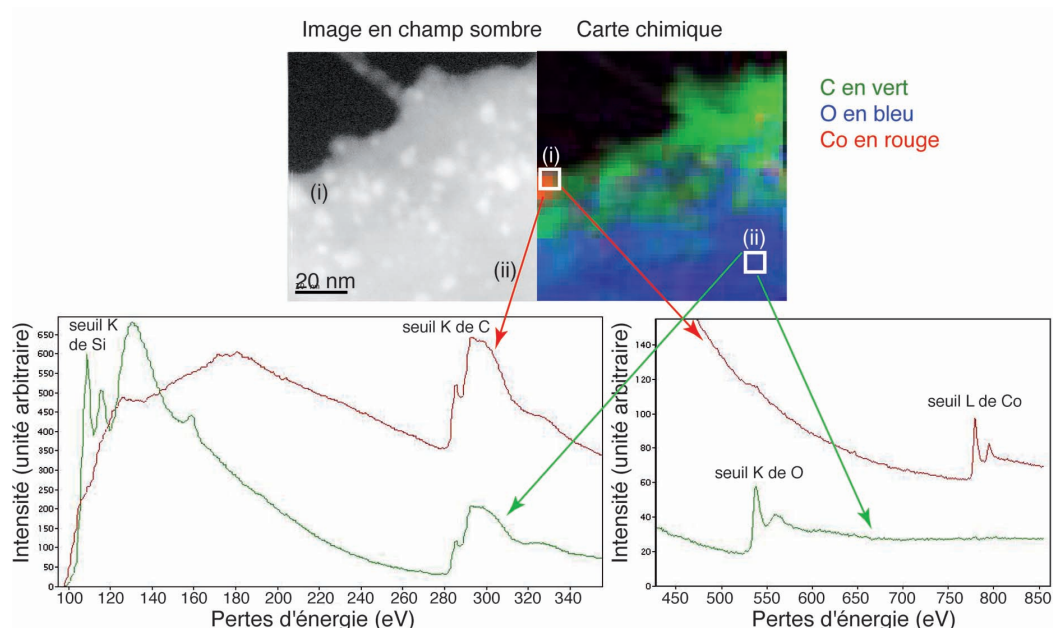 Image en champ sombre
Carte chimique
C en vert
O en bleu
Co en rouge
(i)
(ii)
20 nm
(i)
(ii)
seuil K
de Si
seuil K de C
Intensité (unité arbitraire)
650
600
550
500
450
400
350
300
250
200
150
100
50
0
100
120
140
160
180
200
220
240
260
280
300
320
340
Pertes d'énergie (eV)
seuil L de Co
seuil K de O
Intensité (unité arbitraire)
140
120
100
80
60
40
20
0
450
500
550
600
650
700
750
800
850
Pertes d'énergie (eV)